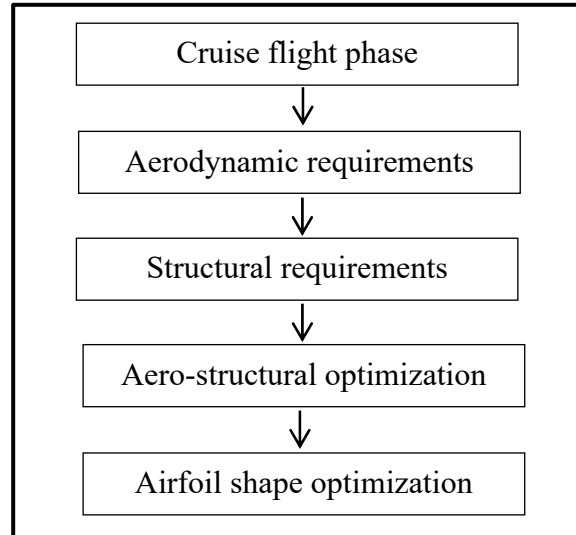 Cruise flight phase
Aerodynamic requirements
Structural requirements
Aero-structural optimization
Airfoil shape optimization